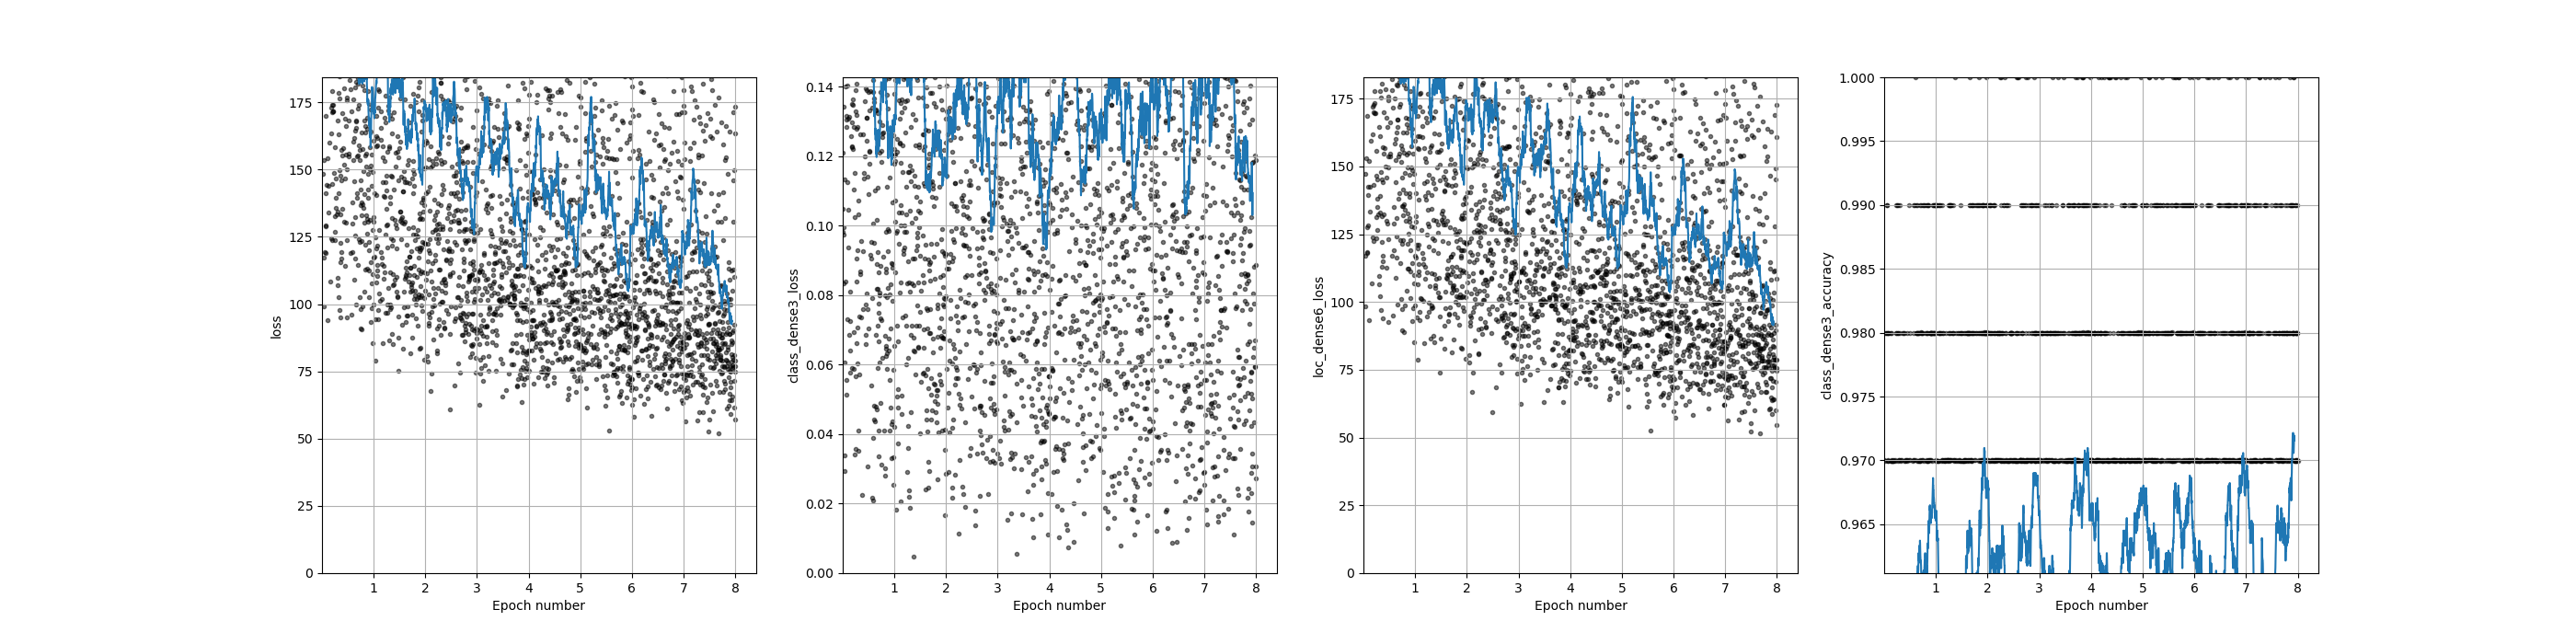 loss
175
150
125
100
75
50
25
0
1 2 3 4 5 6 7 8
Epoch number
class_dense3_loss
0.14
0.12
0.10
0.08
0.06
0.04
0.02
0.00
1 2 3 4 5 6 7 8
Epoch number
loc_dense6_loss
175
150
125
100
75
50
25
0
1 2 3 4 5 6 7 8
Epoch number
class_dense3_accuracy
1.000
0.995
0.990
0.985
0.980
0.975
0.970
0.965
1 2 3 4 5 6 7 8
Epoch number